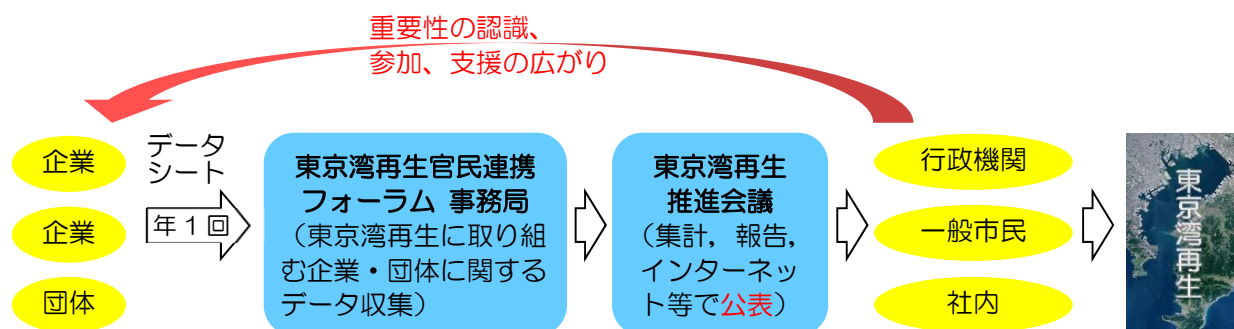 重要性の認識、
参加、支援の広がり
企業
企業
団体
データ
シート
年1回
東京湾再生官民連携
フォーラム 事務局
（東京湾再生に取り組
む企業・団体に関する
データ収集）
東京湾再生
推進会議
（集計，報告，
インターネッ
ト等で公表）
行政機関
一般市民
社内
東京湾再生